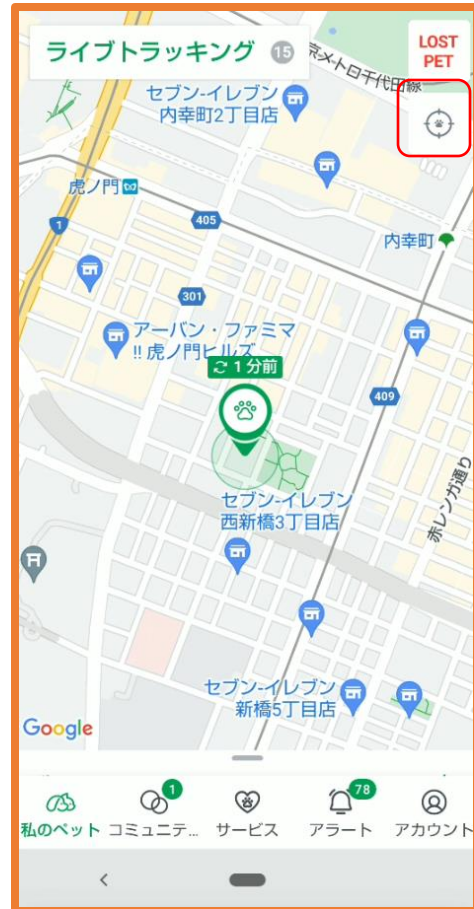 ライブトラッキング 15
LOST
PET
京メトロ千代田線
セブン-イレブン
内幸町2丁目店
虎ノ門
1
405
内幸町
301
アーバン・ファミマ
!! 虎ノ門ヒルズ
1 分前
409
セブン-イレブン
西新橋3丁目店
赤レンガ通り
セブン-イレブン
新橋5丁目店
Google
1
78
私のペット コミュニテ... サービス アラート アカウント